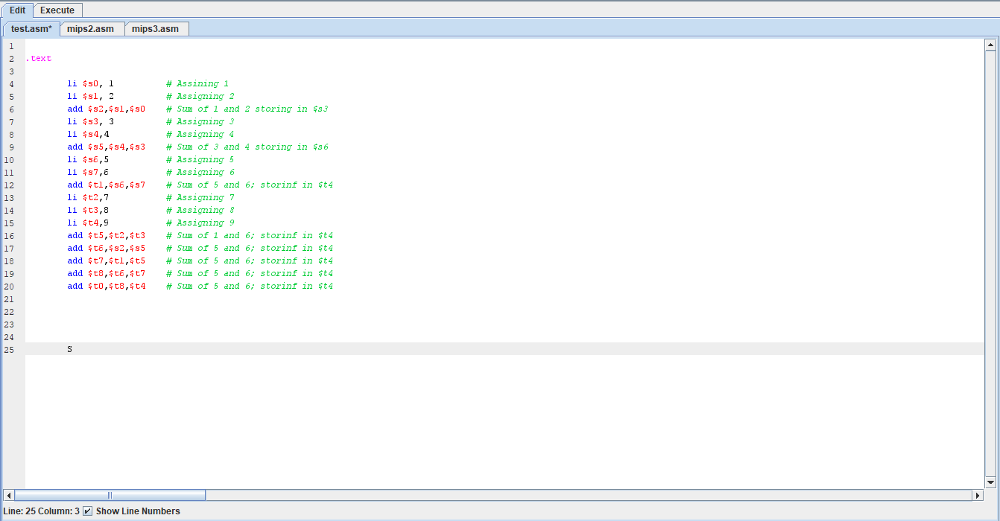 Edit Execute
test.asm* mips2.asm mips3.asm
1
2 .text
3
4 li $s0, 1 # Assining 1
5 li $s1, 2 # Assigning 2
6 add $s2,$s1,$s0 # Sum of 1 and 2 storing in $s3
7 li $s3, 3 # Assigning 3
8 li $s4,4 # Assigning 4
9 add $s5,$s4,$s3 # Sum of 3 and 4 storing in $s6
10 li $s6,5 # Assigning 5
11 li $s7,6 # Assigning 6
12 add $t1,$s6,$s7 # Sum of 5 and 6; storinf in $t4
13 li $t2,7 # Assigning 7
14 li $t3,8 # Assigning 8
15 li $t4,9 # Assigning 9
16 add $t5,$t2,$t3 # Sum of 1 and 6; storinf in $t4
17 add $t6,$s2,$s5 # Sum of 5 and 6; storinf in $t4
18 add $t7,$t1,$t5 # Sum of 5 and 6; storinf in $t4
19 add $t8,$t6,$t7 # Sum of 5 and 6; storinf in $t4
20 add $t0,$t8,$t4 # Sum of 5 and 6; storinf in $t4
21
22
23
24
25 S
Line: 25 Column: 3 Show Line Numbers